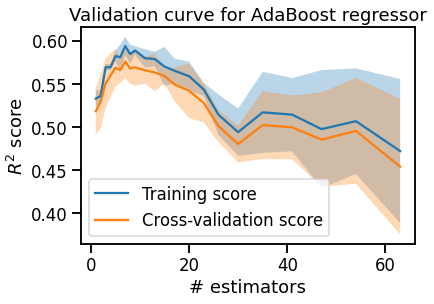 Validation curve for AdaBoost regressor
0.60
0.55
0.50
0.45
0.40
R² score
Training score
Cross-validation score
0 20 40 60
# estimators